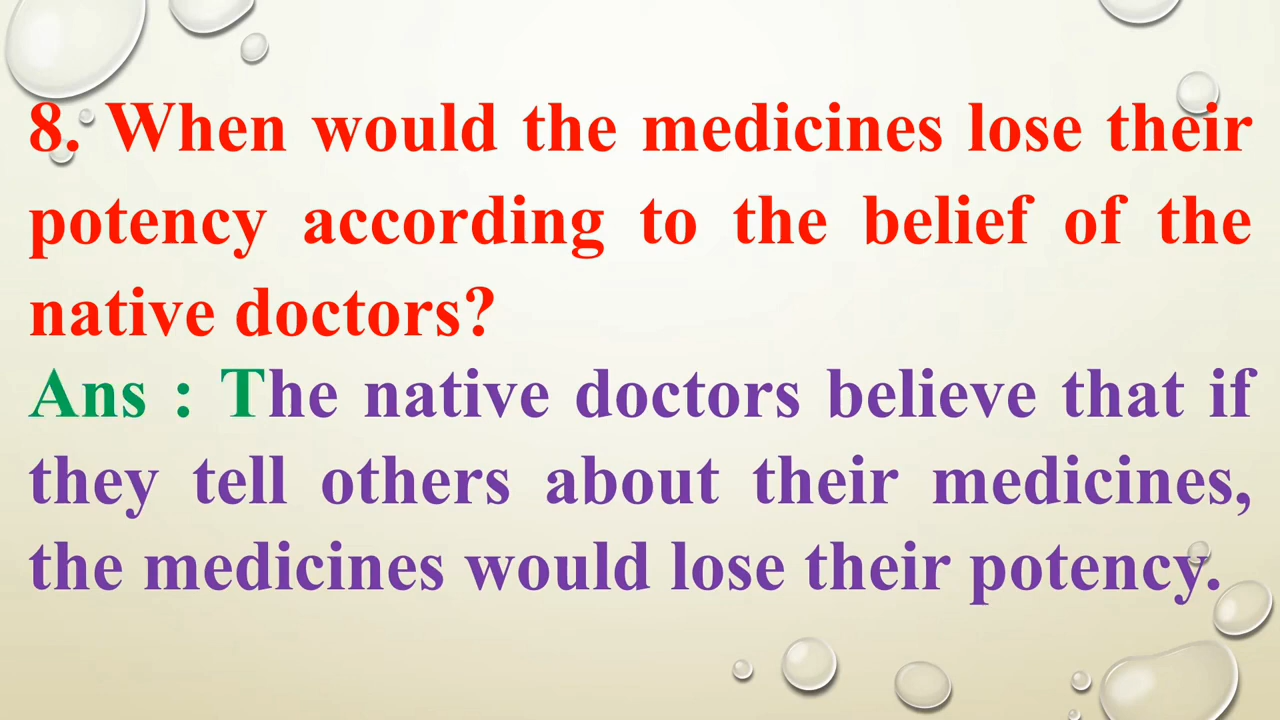 8. When would the medicines lose their
potency according to the belief of the
native doctors?
Ans : The native doctors believe that if
they tell others about their medicines,
the medicines would lose their potency.